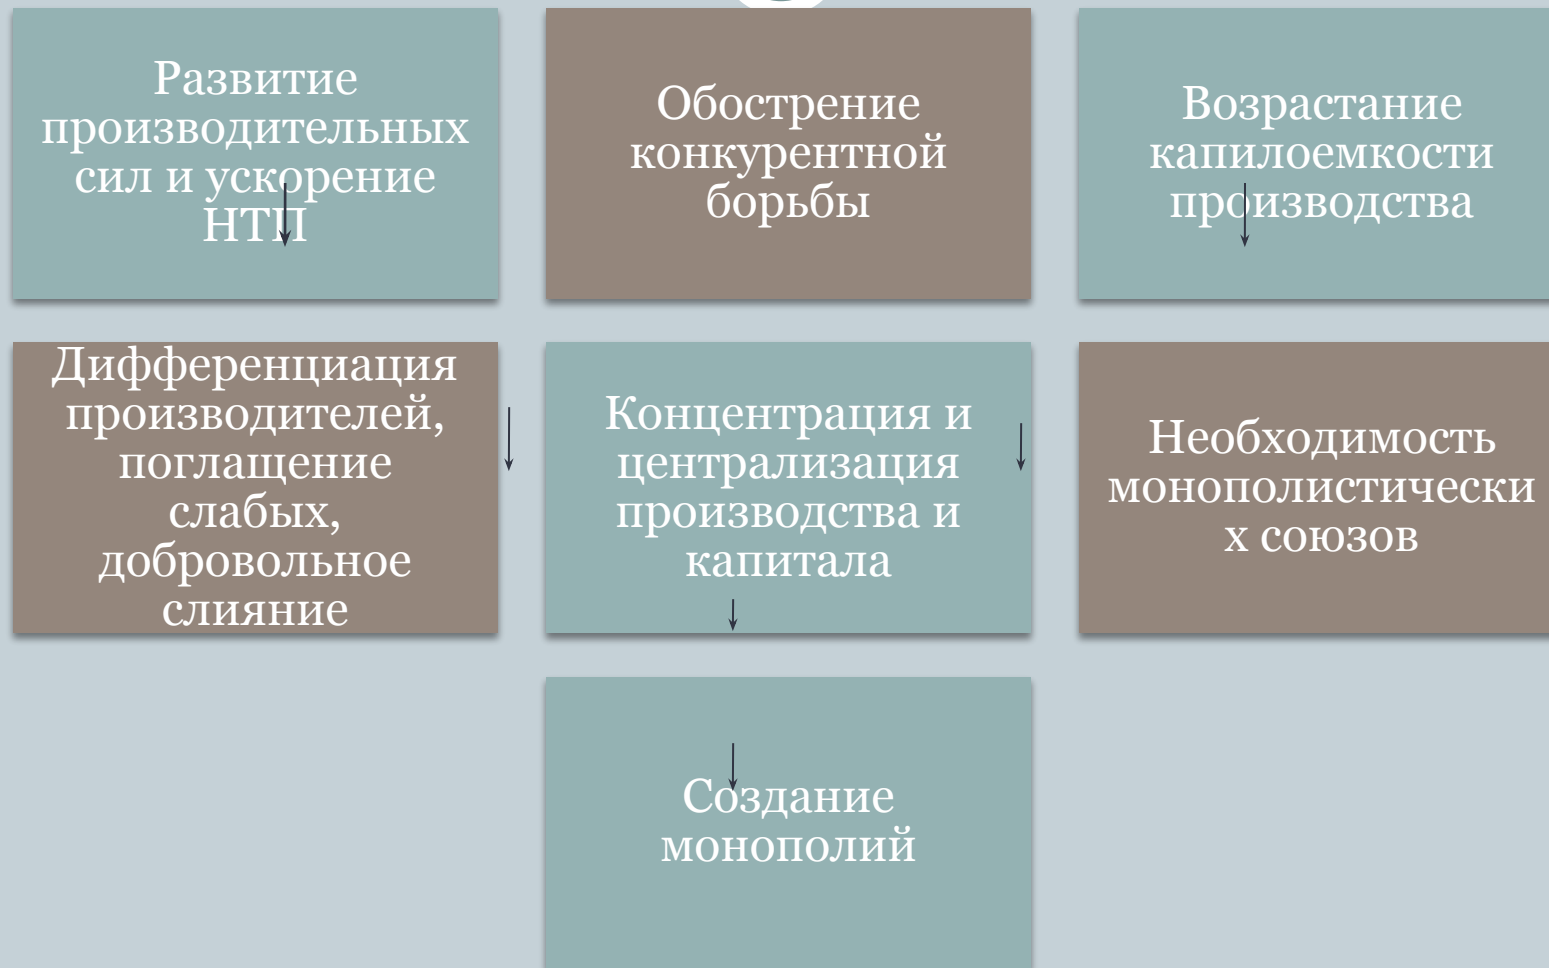 Развитие
производительных
сил и ускорение
НТП
Обострение
конкурентной
борьбы
Возрастание
капилоемкости
производства
Дифференциация
производителей,
поглащение
слабых,
добровольное
слияние
Концентрация и
централизация
производства и
капитала
Необходимость
монополистически
х союзов
Создание
монополий